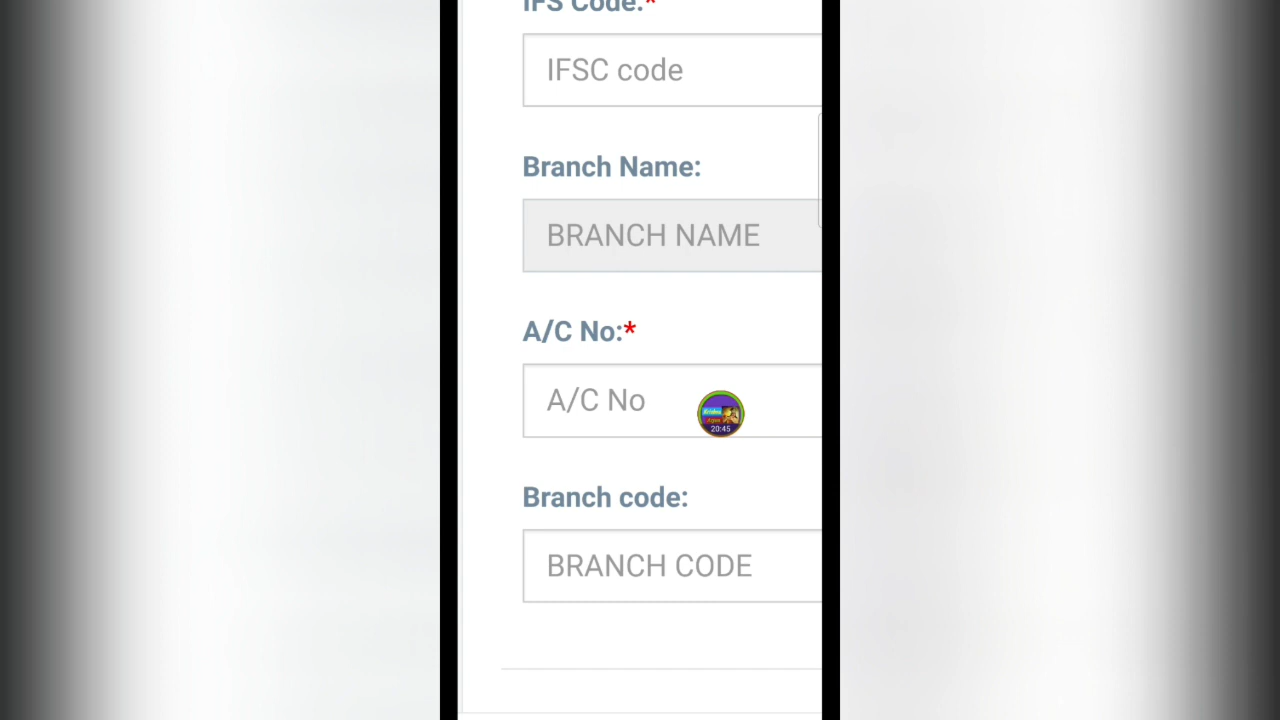 IFS Code:*
IFSC code
Branch Name:
BRANCH NAME
A/C No:*
A/C No
20:45
Branch code:
BRANCH CODE